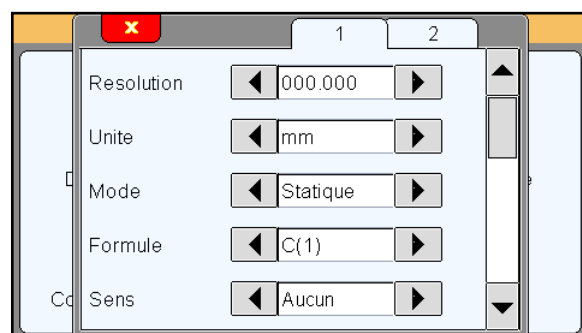 x
1 2
Resolution 000.000
Unite mm
Mode Statique
Formule C(1)
Sens Aucun